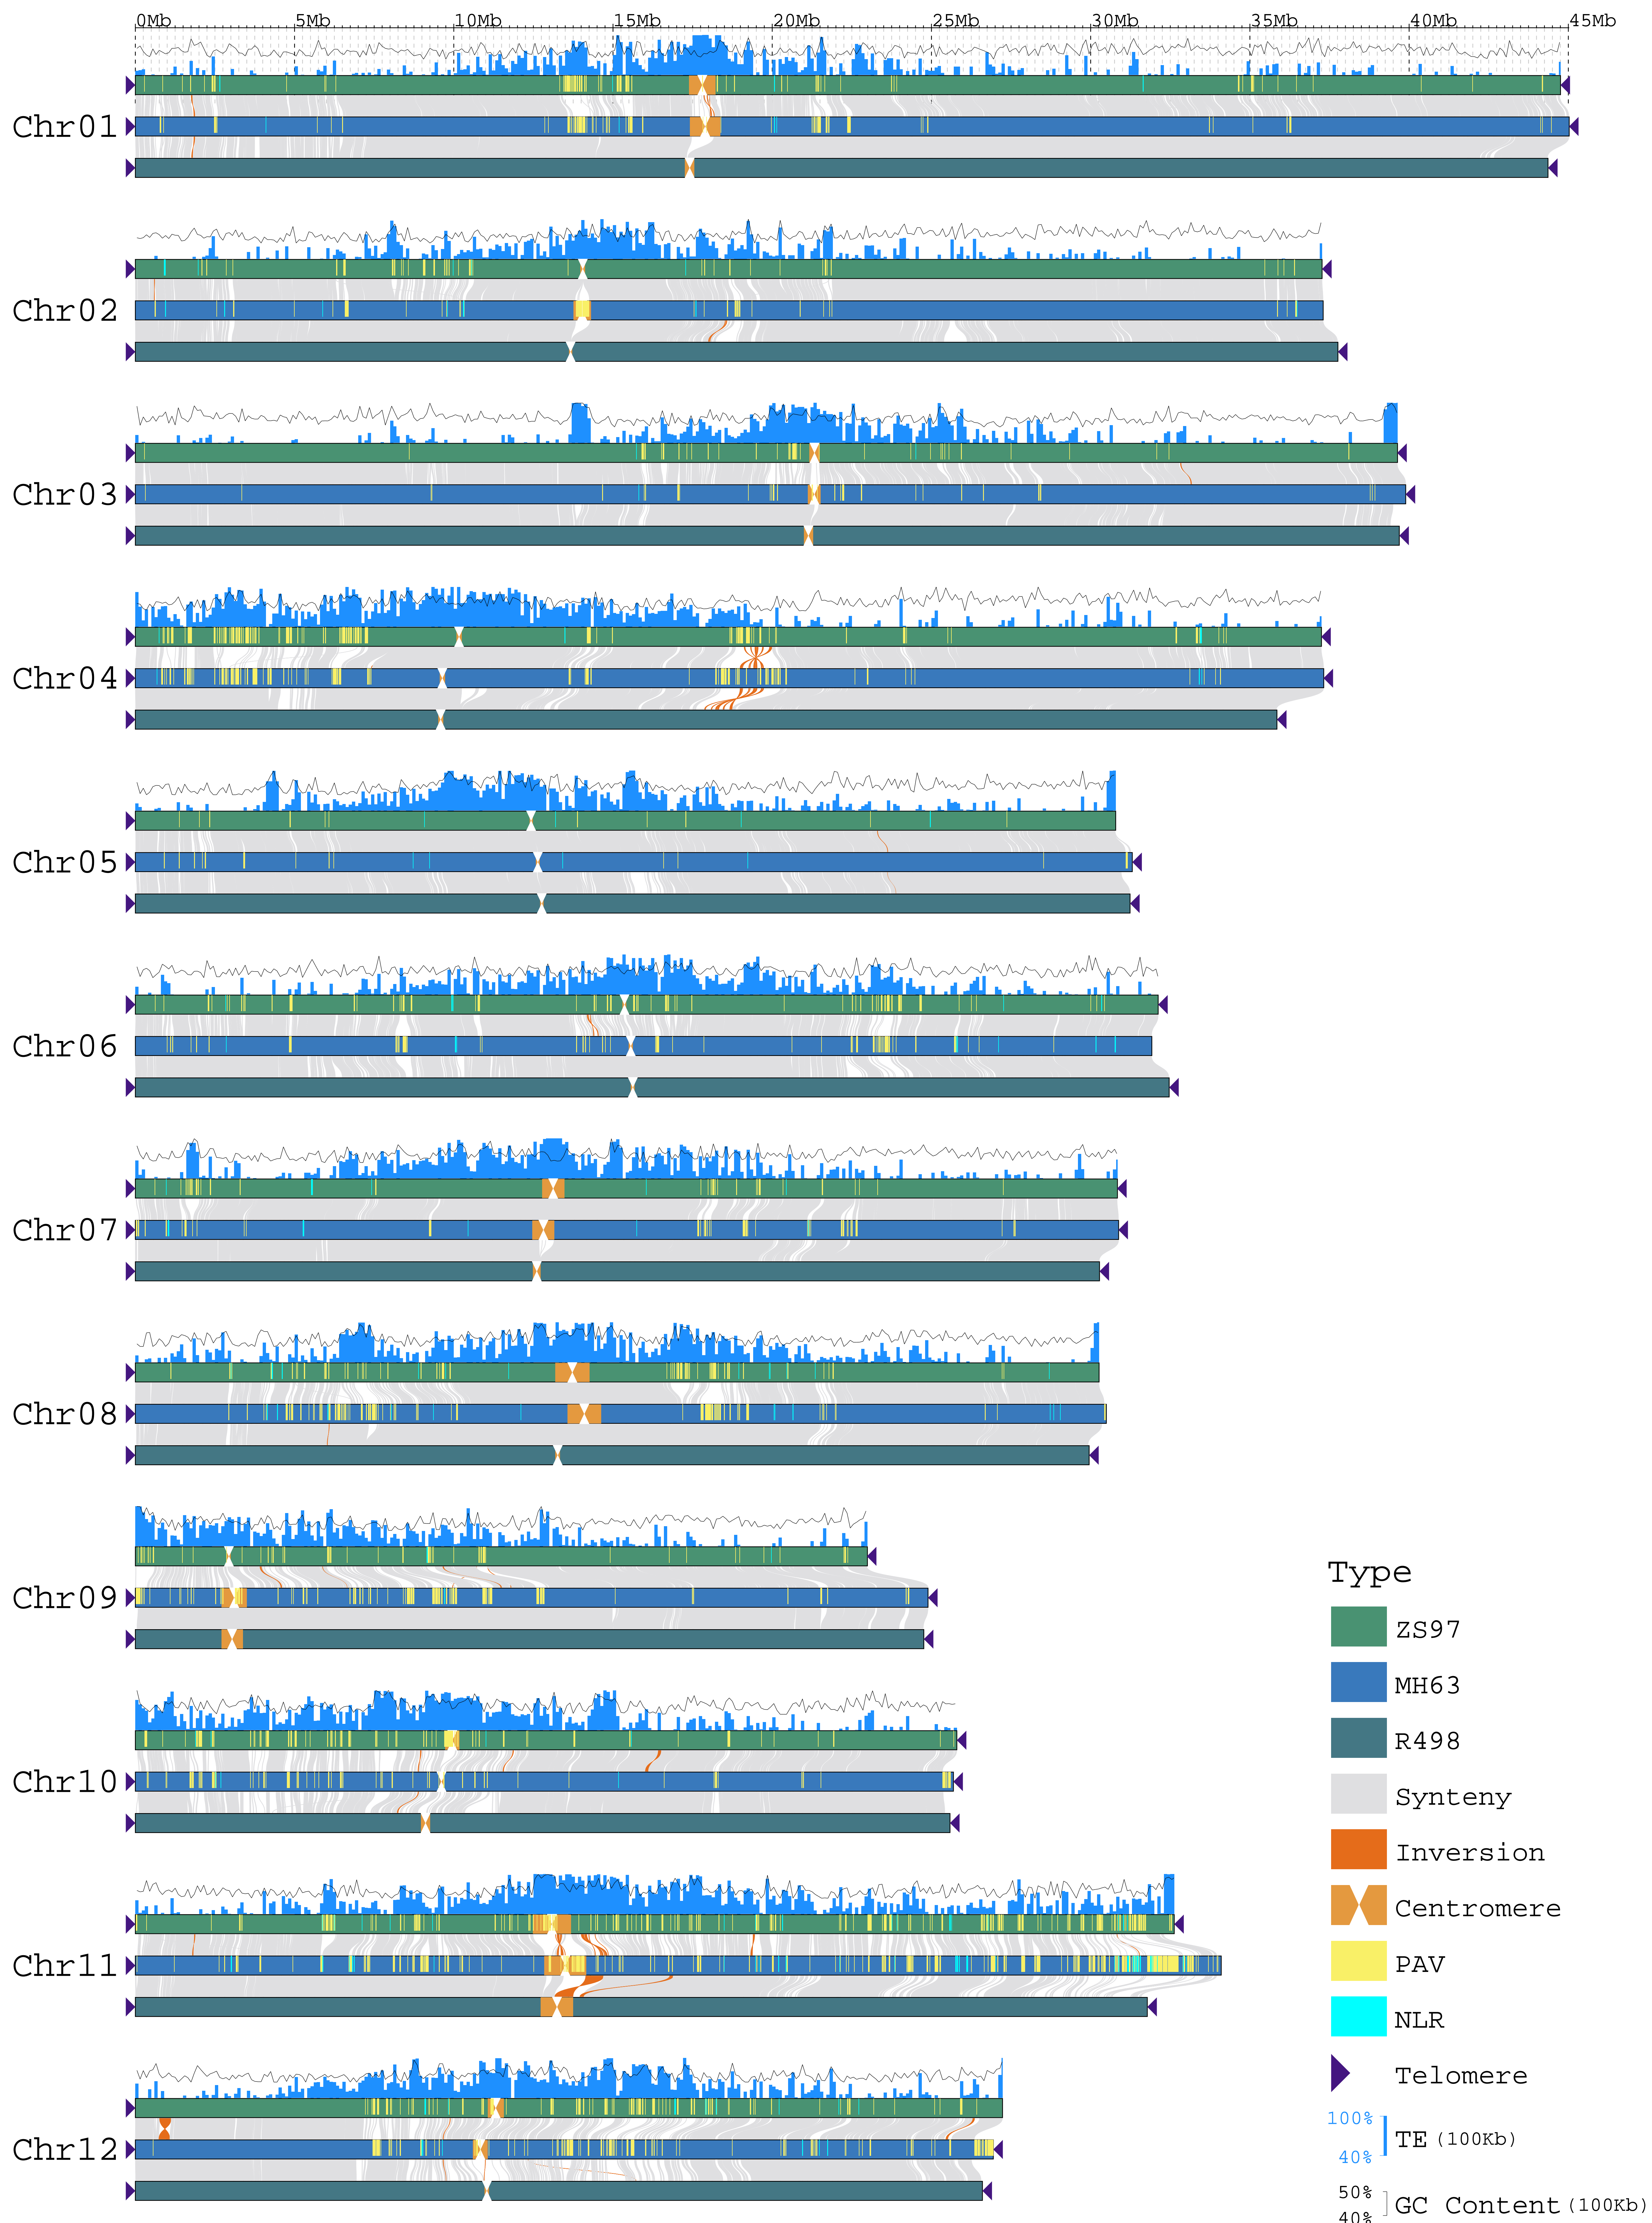 0Mb 5Mb 10Mb 15Mb 20Mb 25Mb 30Mb 35Mb 40Mb 45Mb
Chr01
Chr02
Chr03
Chr04
Chr05
Chr06
Chr07
Chr08
Chr09
Chr10
Chr11
Chr12
Type
ZS97
MH63
R498
Synteny
Inversion
Centromere
PAV
NLR
Telomere
100%
TE (100Kb)
40%
50%
GC Content (100Kb)
40%